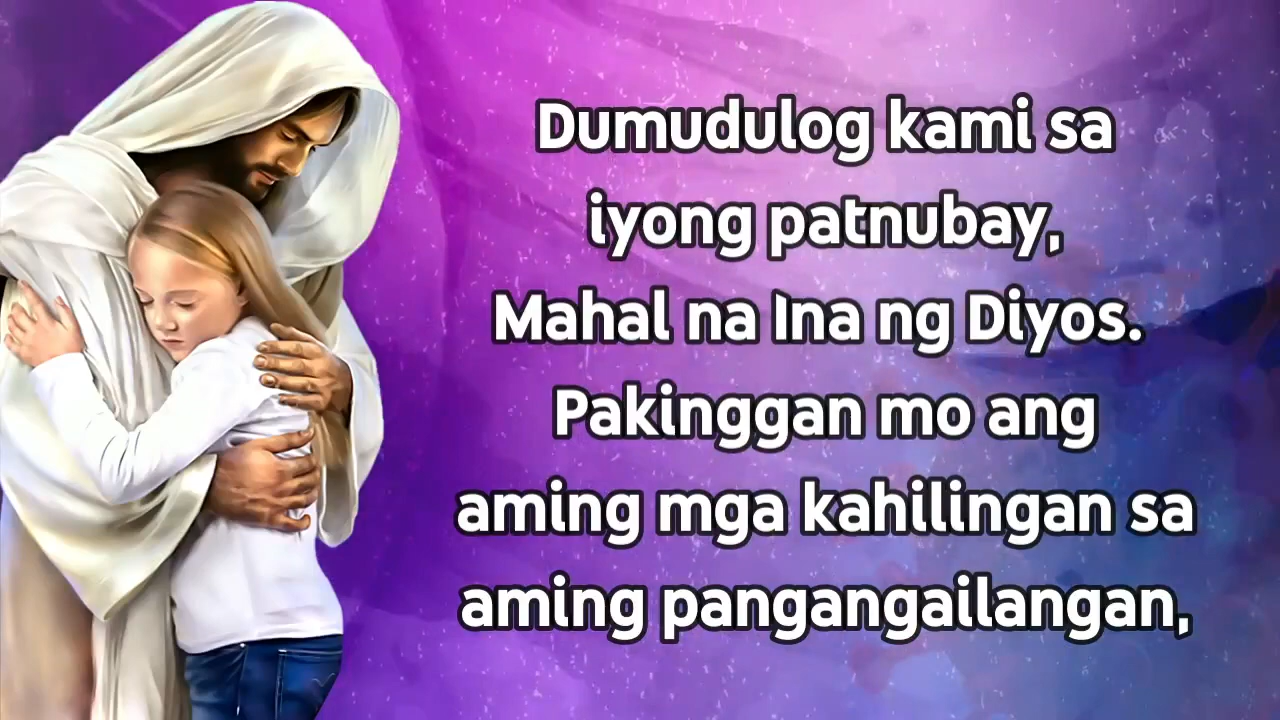 Dumudulog kami sa
iyong patnubay,
Mahal na Ina ng Diyos.
Pakinggan mo ang
aming mga kahilingan sa
aming pangangailangan,